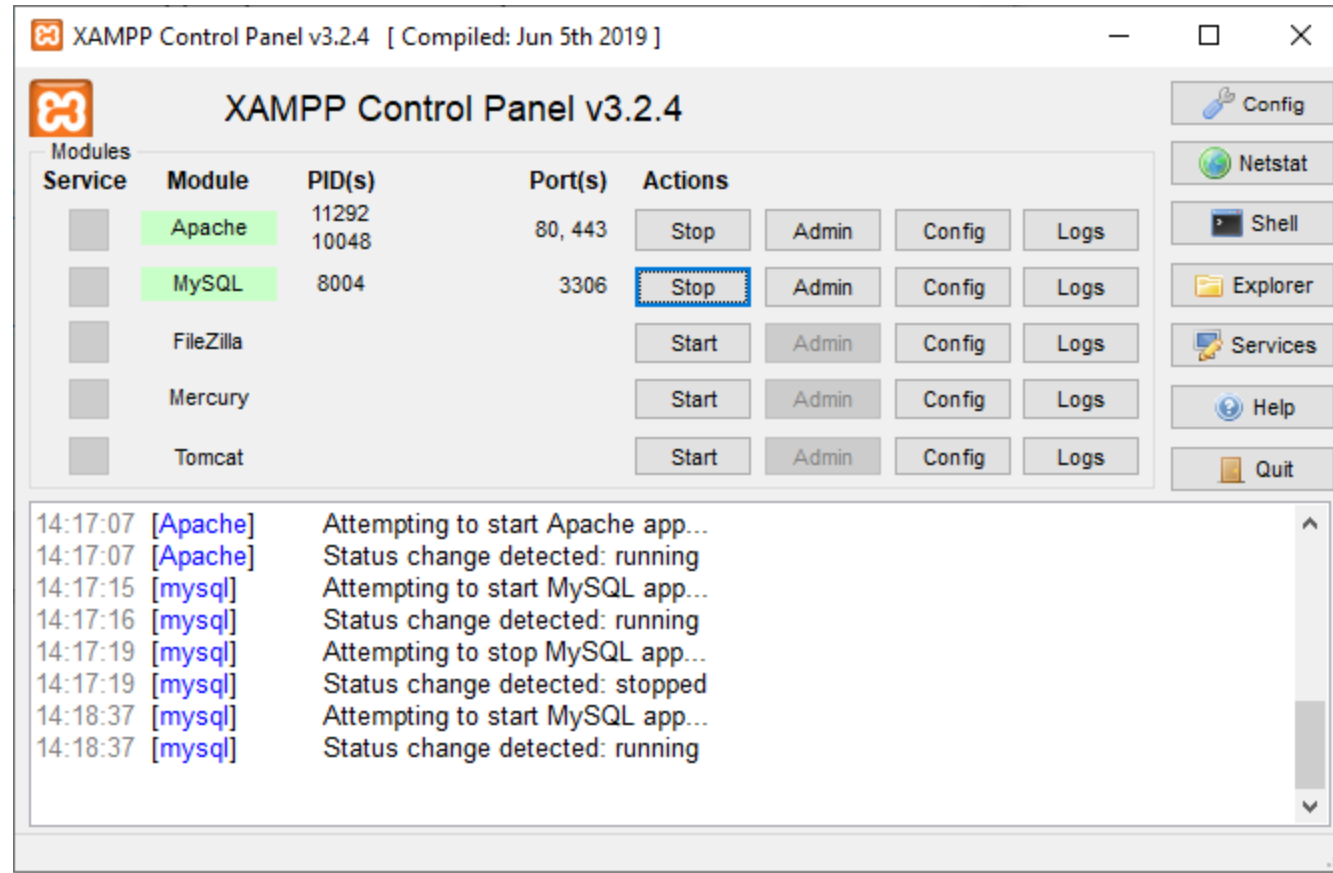 XAMPP Control Panel v3.2.4 [ Compiled: Jun 5th 2019 ]
XAMPP Control Panel v3.2.4
Config
Modules
Service Module PID(s) Port(s) Actions
Netstat
Apache 11292 10048 80, 443 Stop Admin Config Logs
Shell
MySQL 8004 3306 Stop Admin Config Logs
Explorer
FileZilla Start Admin Config Logs
Services
Mercury Start Admin Config Logs
Help
Tomcat Start Admin Config Logs
Quit
14:17:07 [Apache] Attempting to start Apache app...
14:17:07 [Apache] Status change detected: running
14:17:15 [mysql] Attempting to start MySQL app...
14:17:16 [mysql] Status change detected: running
14:17:19 [mysql] Attempting to stop MySQL app...
14:17:19 [mysql] Status change detected: stopped
14:18:37 [mysql] Attempting to start MySQL app...
14:18:37 [mysql] Status change detected: running